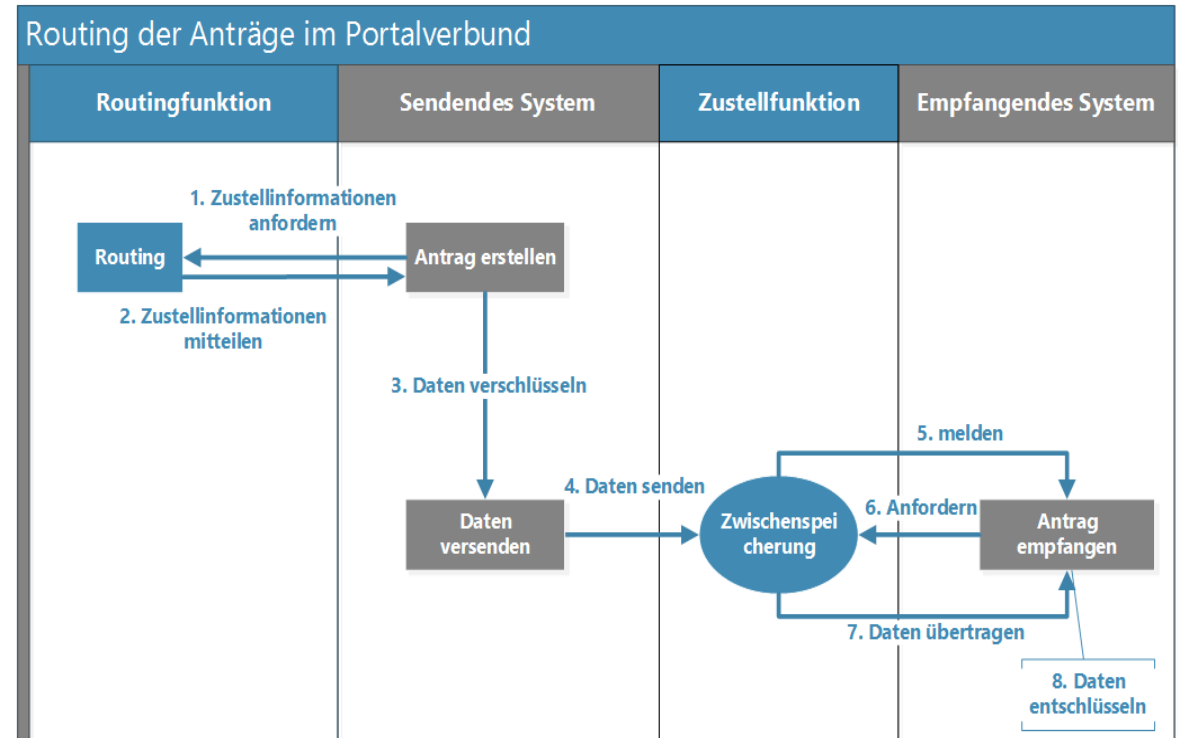 Routing der Anträge im Portalverbund
Routingfunktion
Sendendes System
Zustellfunktion
Empfangendes System
1. Zustellinformationen
anfordern
Routing
Antrag erstellen
2. Zustellinformationen
mitteilen
3. Daten verschlüsseln
5. melden
4. Daten senden
6. Anfordern
Daten
versenden
Zwischenspei
cherung
Antrag
empfangen
7. Daten übertragen
8. Daten
entschlüsseln